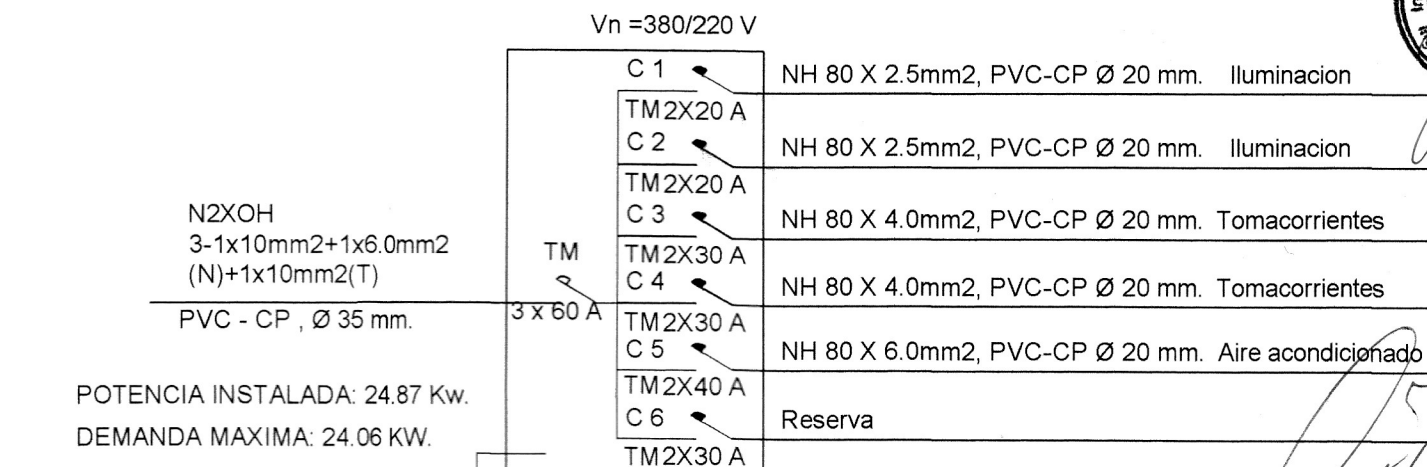 Vn =380/220 V
C 1 NH 80 X 2.5mm2, PVC-CP Ø 20 mm. Iluminacion
TM2X20 A
C 2 NH 80 X 2.5mm2, PVC-CP Ø 20 mm. Iluminacion
TM2X20 A
C 3 NH 80 X 4.0mm2, PVC-CP Ø 20 mm. Tomacorrientes
TM2X30 A
C 4 NH 80 X 4.0mm2, PVC-CP Ø 20 mm. Tomacorrientes
TM2X30 A
C 5 NH 80 X 6.0mm2, PVC-CP Ø 20 mm. Aire acondicionado
TM2X40 A
C 6 Reserva
TM2X30 A
N2XOH
3-1x10mm2+1x6.0mm2
(N)+1x10mm2(T)
PVC - CP , Ø 35 mm.
TM
3 x 60 A
POTENCIA INSTALADA: 24.87 Kw.
DEMANDA MAXIMA: 24.06 KW.